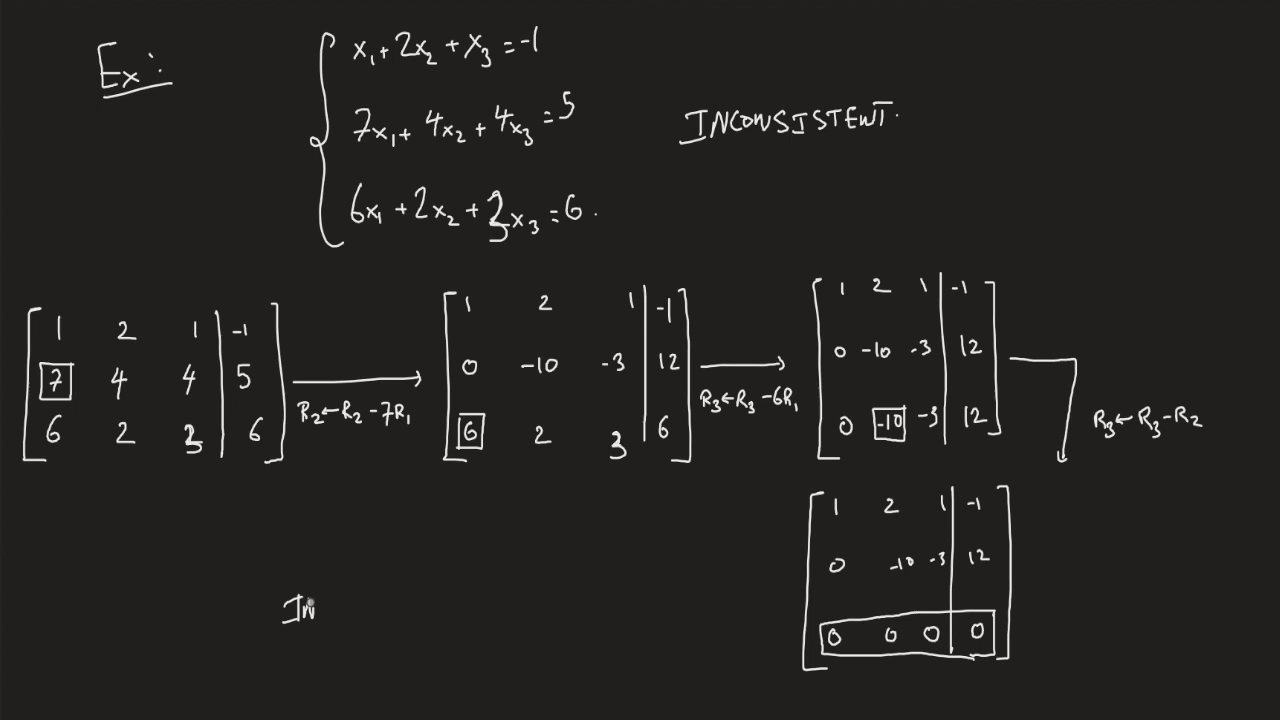 Ex:
x₁ + 2x₂ + x₃ = -1
7x₁ + 4x₂ + 4x₃ = 5
INCONSISTENT.
6x₁ + 2x₂ + 3x₃ = 6.
1 2 1 | -1
7 4 4 | 5
6 2 3 | 6
R₂ ← R₂ - 7R₁
1 2 1 | -1
0 -10 -3 | 12
6 2 3 | 6
R₃ ← R₃ - 6R₁
1 2 1 | -1
0 -10 -3 | 12
0 -10 -3 | 12
R₃ ← R₃ - R₂
1 2 1 | -1
0 -10 -3 | 12
0 0 0 | 0
In